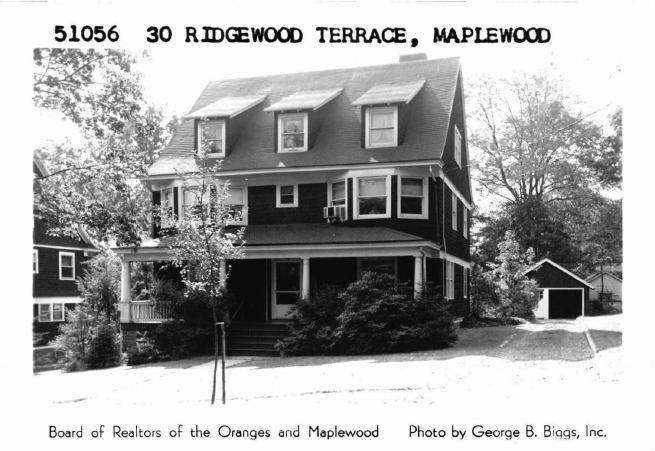 51056 30 RIDGEWOOD TERRACE, MAPLEWOOD
Board of Realtors of the Oranges and Maplewood Photo by George B. Biggs, Inc.